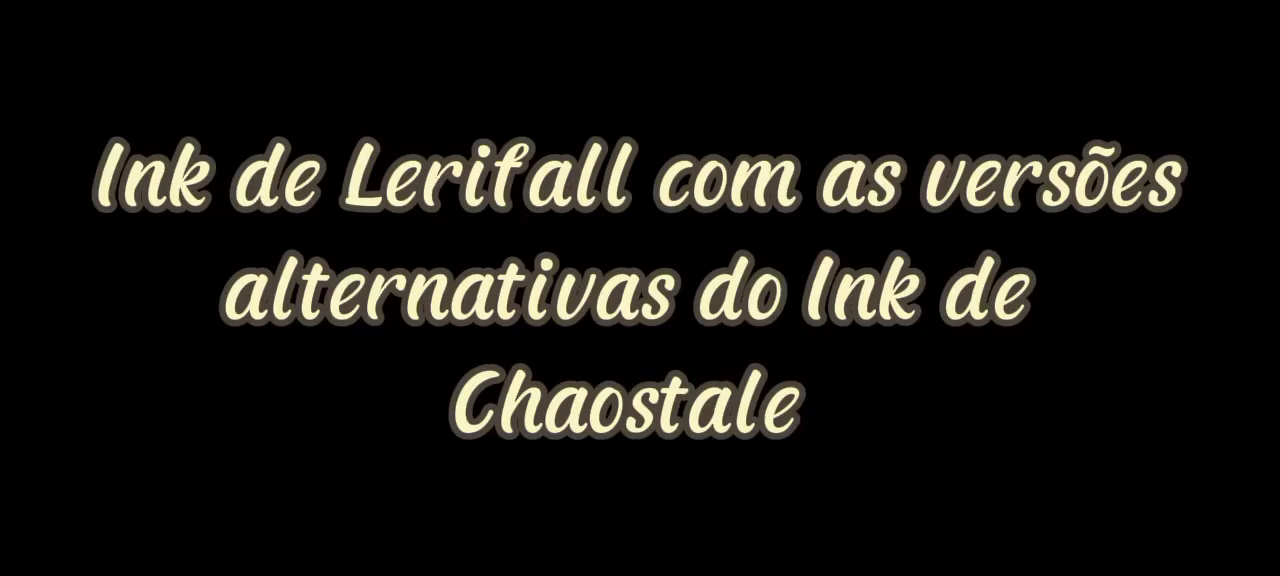 Ink de Lerifall com as versões
alternativas do Ink de
Chaostale